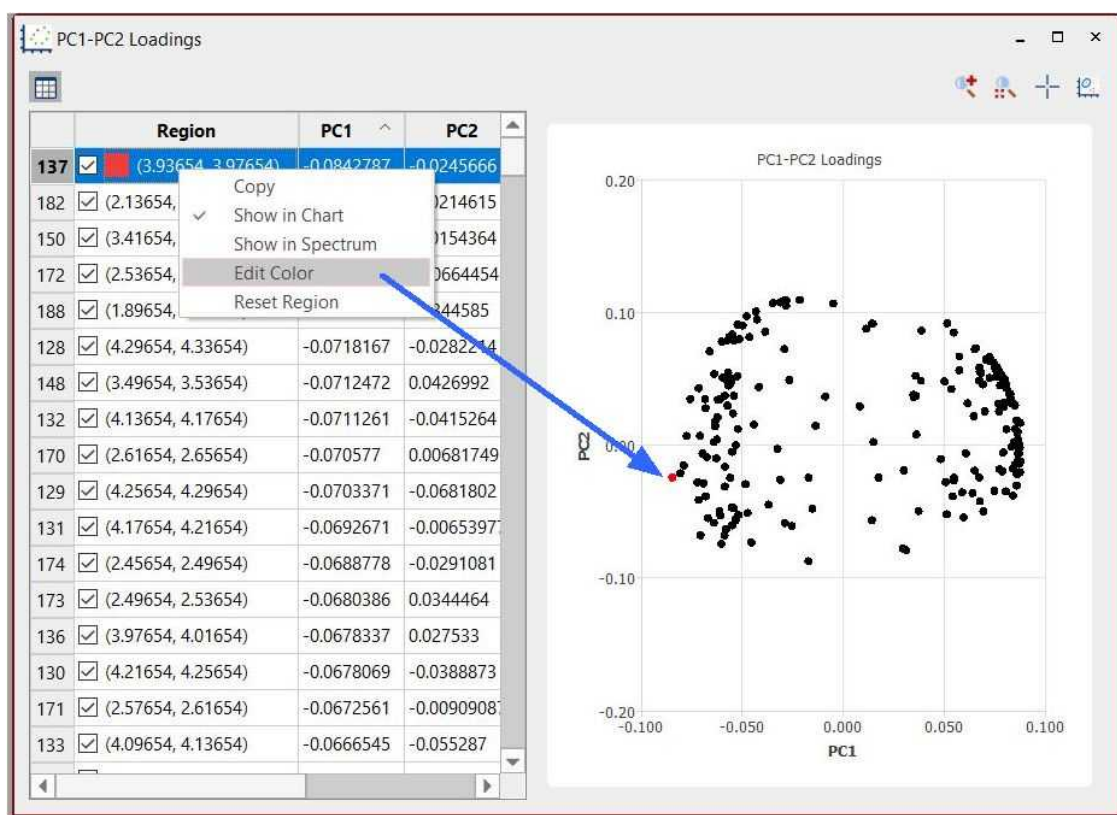 PC1-PC2 Loadings
Region PC1 PC2
137 (3.93654, 3.97654) -0.0842787 -0.0245666
Copy
182 (2.13654, 0214615
Show in Chart
150 (3.41654, 0154364
Show in Spectrum
172 (2.53654, 0664454
Edit Color
188 (1.89654, 344585
Reset Region
128 (4.29654, 4.33654) -0.0718167 -0.0282214
148 (3.49654, 3.53654) -0.0712472 0.0426992
132 (4.13654, 4.17654) -0.0711261 -0.0415264
170 (2.61654, 2.65654) -0.070577 0.00681749
129 (4.25654, 4.29654) -0.0703371 -0.0681802
131 (4.17654, 4.21654) -0.0692671 -0.00653977
174 (2.45654, 2.49654) -0.0688778 -0.0291081
173 (2.49654, 2.53654) -0.0680386 0.0344464
136 (3.97654, 4.01654) -0.0678337 0.027533
130 (4.21654, 4.25654) -0.0678069 -0.0388873
171 (2.57654, 2.61654) -0.0672561 -0.00909087
133 (4.09654, 4.13654) -0.0666545 -0.055287
PC1-PC2 Loadings
0.20
0.10
0.00
-0.10
-0.20
PC2
-0.100 -0.050 0.000 0.050 0.100
PC1